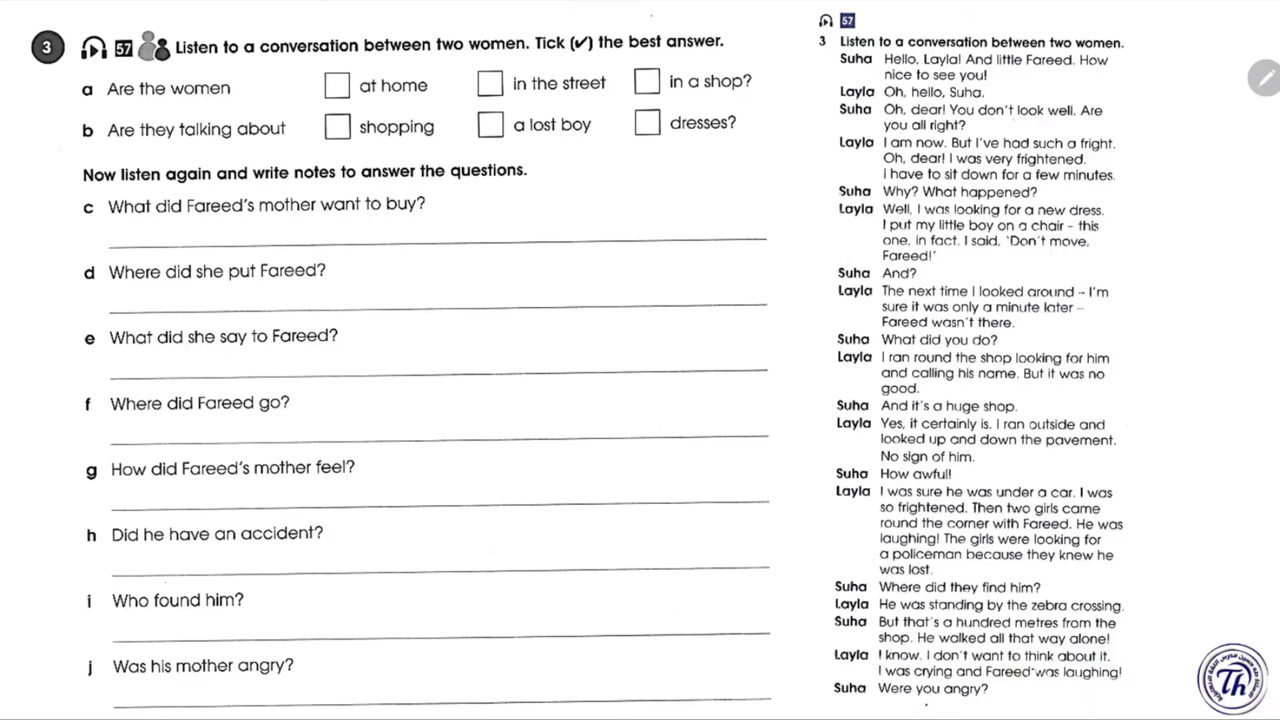 3 57 Listen to a conversation between two women. Tick (✔) the best answer.
a Are the women at home in the street in a shop?
b Are they talking about shopping a lost boy dresses?
Now listen again and write notes to answer the questions.
c What did Fareed's mother want to buy?
d Where did she put Fareed?
e What did she say to Fareed?
f Where did Fareed go?
g How did Fareed's mother feel?
h Did he have an accident?
i Who found him?
j Was his mother angry?
57
3 Listen to a conversation between two women.
Suha Hello, Layla! And little Fareed. How
nice to see you!
Layla Oh, hello, Suha.
Suha Oh, dear! You don't look well. Are
you all right?
Layla I am now. But I've had such a fright.
Oh, dear! I was very frightened.
I have to sit down for a few minutes.
Suha Why? What happened?
Layla Well, I was looking for a new dress.
I put my little boy on a chair – this
one, in fact. I said, 'Don't move,
Fareed!'
Suha And?
Layla The next time I looked around – I'm
sure it was only a minute later –
Fareed wasn't there.
Suha What did you do?
Layla I ran round the shop looking for him
and calling his name. But it was no
good.
Suha And it's a huge shop.
Layla Yes, it certainly is. I ran outside and
looked up and down the pavement.
No sign of him.
Suha How awful!
Layla I was sure he was under a car. I was
so frightened. Then two girls came
round the corner with Fareed. He was
laughing! The girls were looking for
a policeman because they knew he
was lost.
Suha Where did they find him?
Layla He was standing by the zebra crossing.
Suha But that's a hundred metres from the
shop. He walked all that way alone!
Layla I know. I don't want to think about it.
I was crying and Fareed was laughing!
Suha Were you angry?
Th